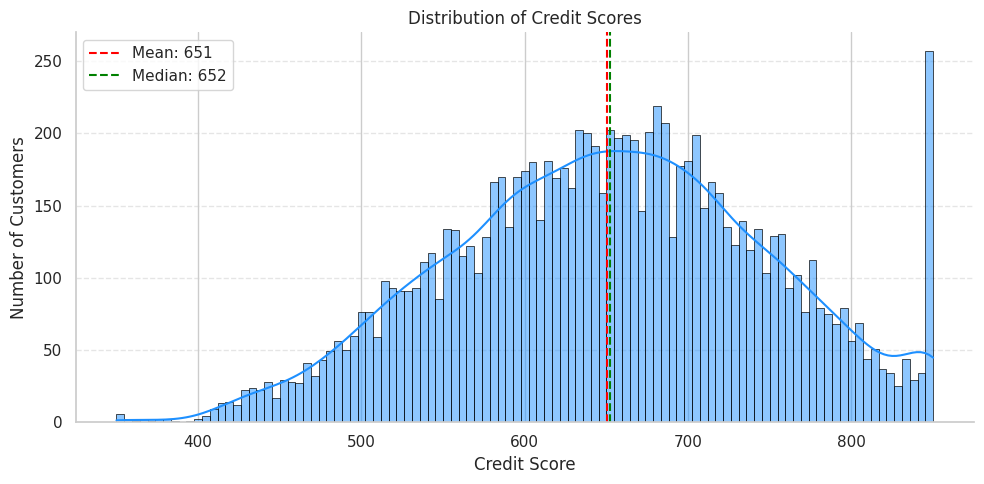 Distribution of Credit Scores
Mean: 651
Median: 652
Number of Customers
250
200
150
100
50
0
400
500
600
700
800
Credit Score